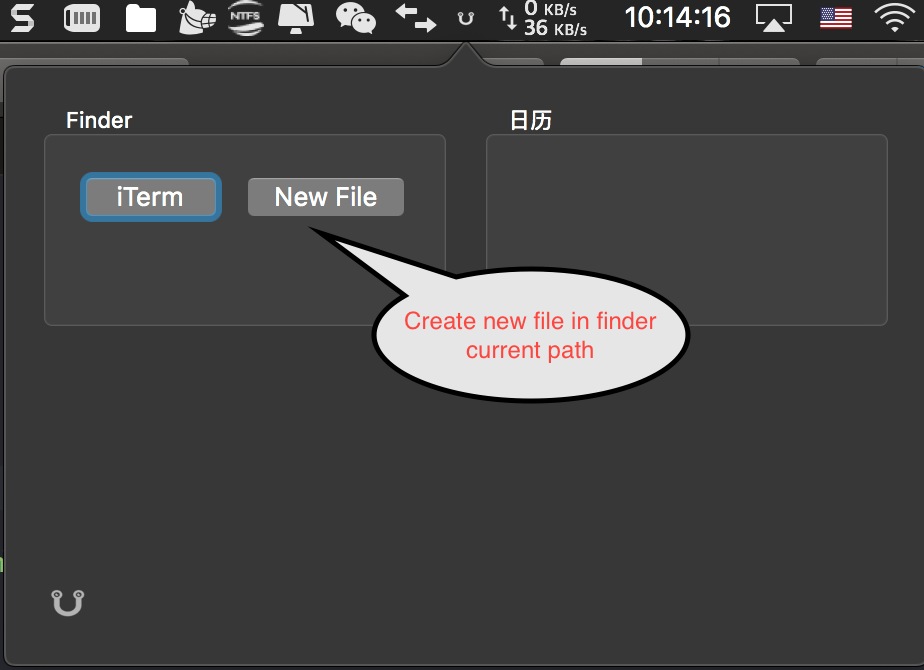 NTFS
0 KB/s
36 KB/s
10:14:16
Finder
日历
iTerm
New File
Create new file in finder
current path